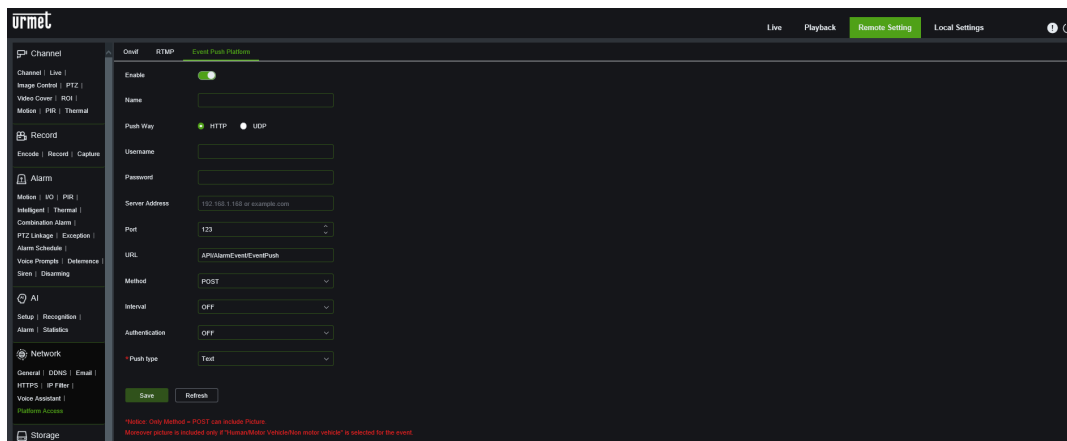 urmet
Live Playback Remote Setting Local Settings
Channel
Channel | Live |
Image Control | PTZ |
Video Cover | ROI |
Motion | PIR | Thermal
Record
Encode | Record | Capture
Alarm
Motion | I/O | PIR |
Intelligent | Thermal |
Combination Alarm |
PTZ Linkage | Exception |
Alarm Schedule |
Voice Prompts | Deterrence |
Siren | Disarming
AI
Setup | Recognition |
Alarm | Statistics
Network
General | DDNS | Email |
HTTPS | IP Filter |
Voice Assistant |
Platform Access
Storage
Onvif RTMP Event Push Platform
Enable
Name
Push Way HTTP UDP
Username
Password
Server Address 192.168.1.168 or example.com
Port 123
URL API/AlarmEvent/EventPush
Method POST
Interval OFF
Authentication OFF
*Push type Text
Save Refresh
*Notice: Only Method = POST can include Picture.
Moreover picture is included only if "Human/Motor Vehicle/Non motor vehicle" is selected for the event.